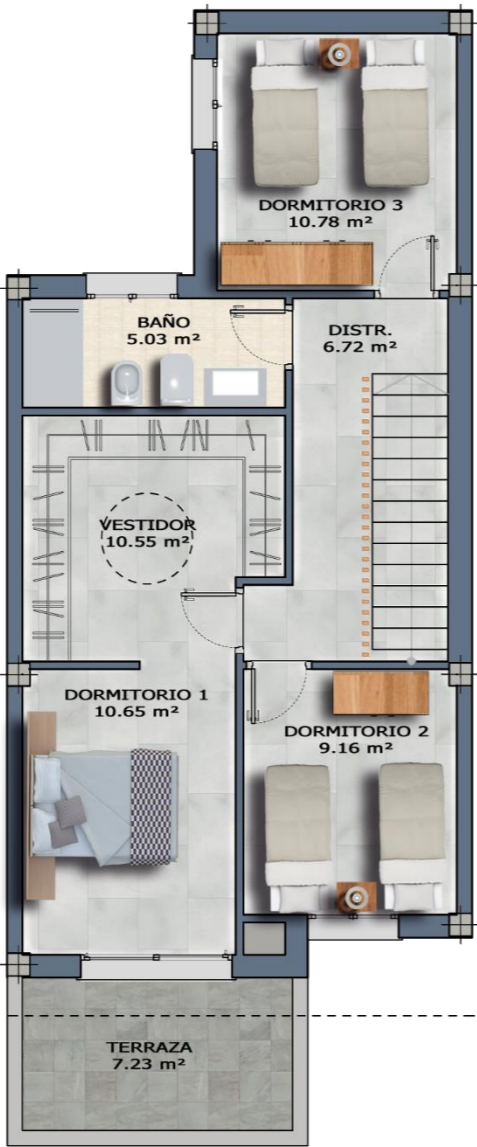 DORMITORIO 3
10.78 m²
BAÑO
5.03 m²
DISTR.
6.72 m²
VESTIDOR
10.55 m²
DORMITORIO 1
10.65 m²
DORMITORIO 2
9.16 m²
TERRAZA
7.23 m²